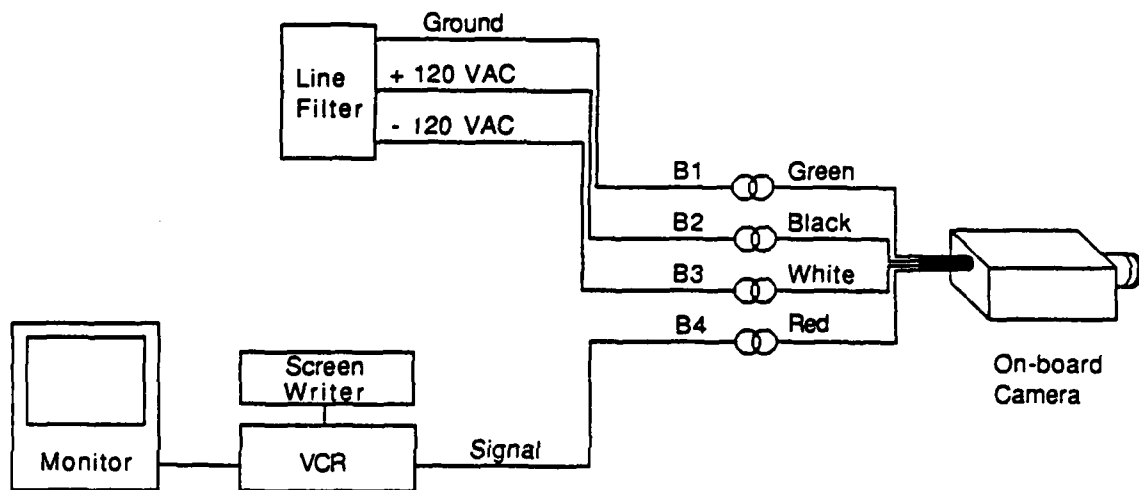 Ground
Line
Filter
+ 120 VAC
- 120 VAC
B1 Green
B2 Black
B3 White
B4 Red
On-board
Camera
Screen
Writer
Monitor
VCR
Signal